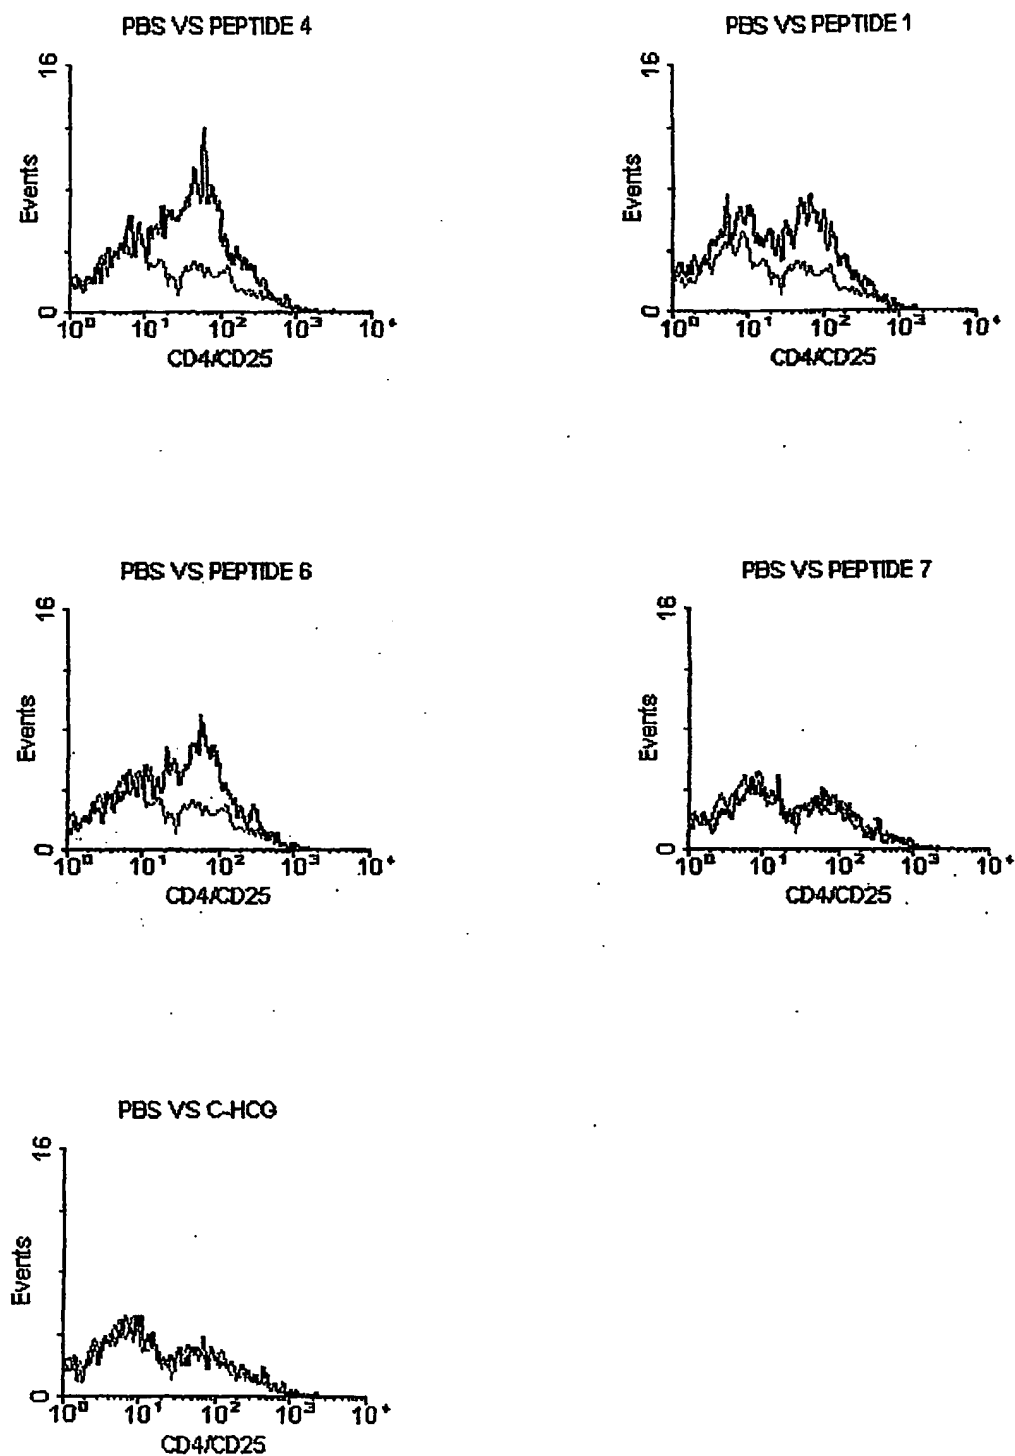 PBS VS PEPTIDE 4
16
Events
0
10⁰ 10¹ 10² 10³ 10⁴
CD4/CD25
PBS VS PEPTIDE 1
16
Events
0
10⁰ 10¹ 10² 10³ 10⁴
CD4/CD25
PBS VS PEPTIDE 6
16
Events
0
10⁰ 10¹ 10² 10³ 10⁴
CD4/CD25
PBS VS PEPTIDE 7
16
Events
0
10⁰ 10¹ 10² 10³ 10⁴
CD4/CD25
PBS VS C-HCG
16
Events
0
10⁰ 10¹ 10² 10³ 10⁴
CD4/CD25